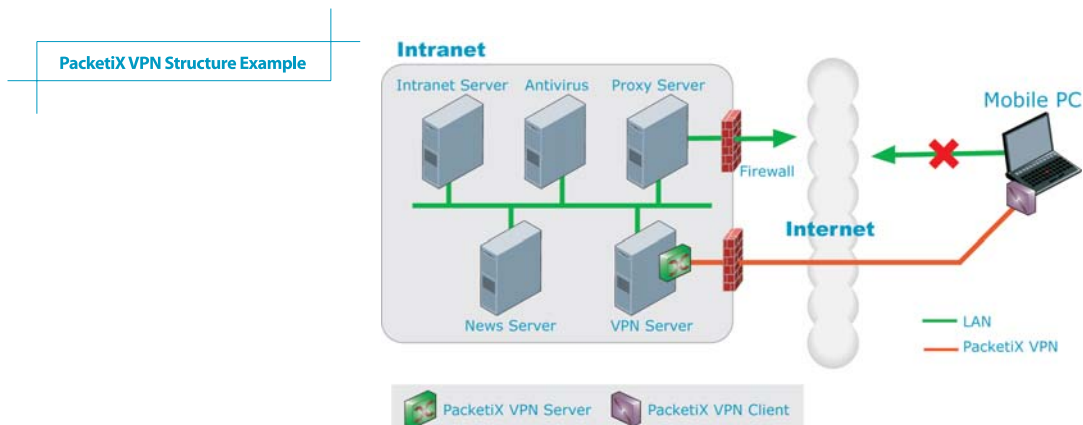 PacketiX VPN Structure Example
Intranet
Intranet Server
Antivirus
Proxy Server
Mobile PC
Firewall
Internet
News Server
VPN Server
LAN
PacketiX VPN
PacketiX VPN Server
PacketiX VPN Client